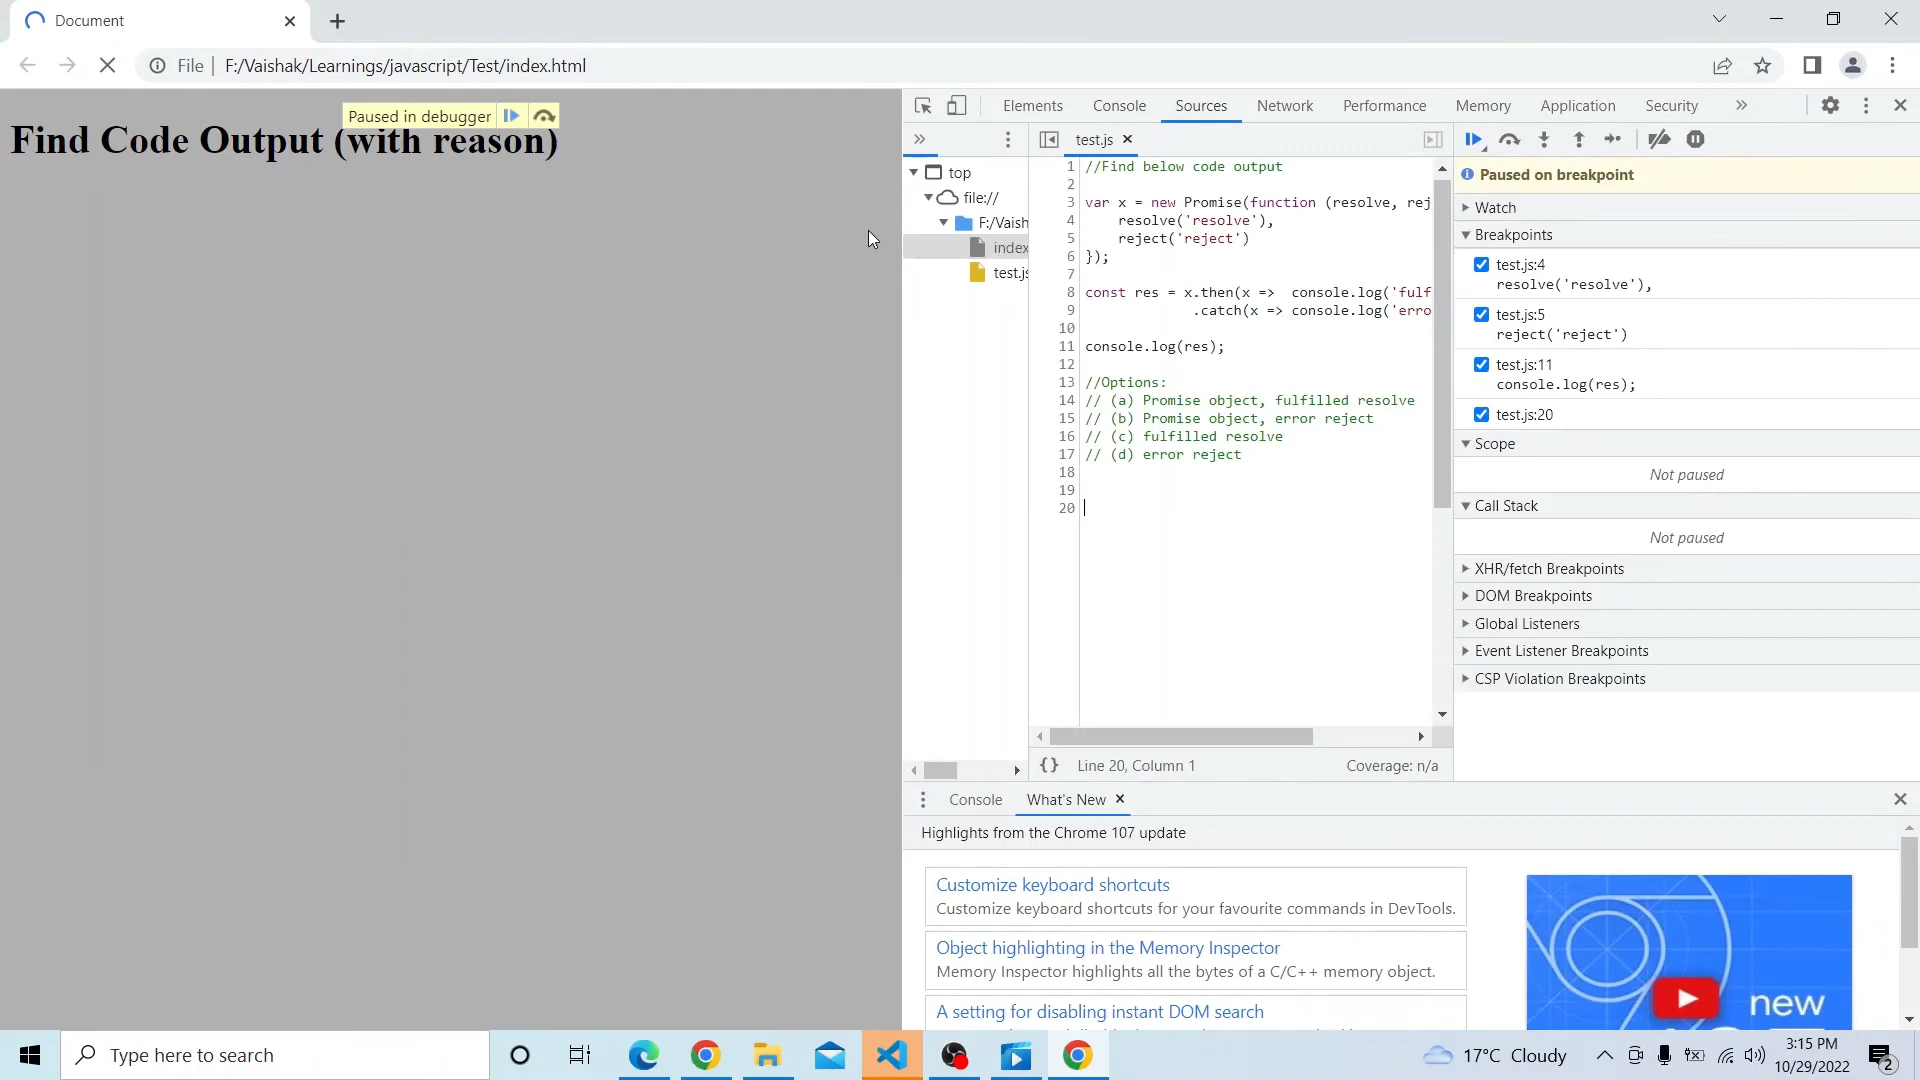 Document
File
F:/Vaishak/Learnings/javascript/Test/index.html
Paused in debugger
Find Code Output (with reason)
Elements Console Sources Network Performance Memory Application Security
test.js
top
file://
F:/Vaish
index
test.js
1 //Find below code output
2
3 var x = new Promise(function (resolve, rej
4 resolve('resolve'),
5 reject('reject')
6 });
7
8 const res = x.then(x => console.log('fulf
9 .catch(x => console.log('erro
10
11 console.log(res);
12
13 //Options:
14 // (a) Promise object, fulfilled resolve
15 // (b) Promise object, error reject
16 // (c) fulfilled resolve
17 // (d) error reject
18
19
20
{} Line 20, Column 1 Coverage: n/a
Paused on breakpoint
Watch
Breakpoints
test.js:4
resolve('resolve'),
test.js:5
reject('reject')
test.js:11
console.log(res);
test.js:20
Scope
Not paused
Call Stack
Not paused
XHR/fetch Breakpoints
DOM Breakpoints
Global Listeners
Event Listener Breakpoints
CSP Violation Breakpoints
Console What's New
Highlights from the Chrome 107 update
Customize keyboard shortcuts
Customize keyboard shortcuts for your favourite commands in DevTools.
Object highlighting in the Memory Inspector
Memory Inspector highlights all the bytes of a C/C++ memory object.
A setting for disabling instant DOM search
new
Type here to search
17°C Cloudy
3:15 PM
10/29/2022
2